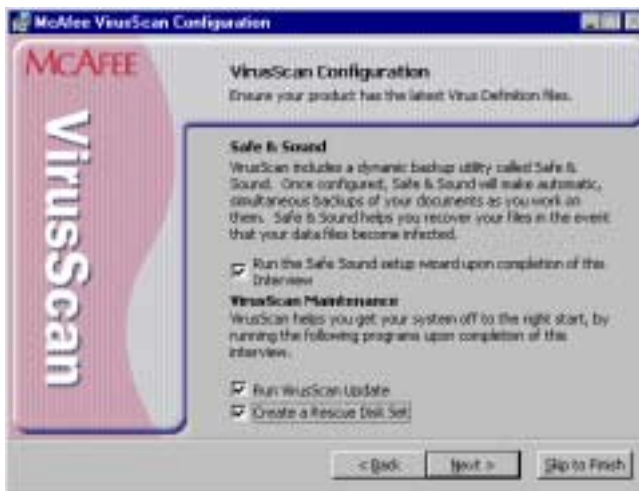 McAfee VirusScan Configuration
McAFEE
VirusScan
VirusScan Configuration
Ensure your product has the latest Virus Definition files.
Safe & Sound
VirusScan includes a dynamic backup utility called Safe &
Sound. Once configured, Safe & Sound will make automatic,
simultaneous backups of your documents as you work on
them. Safe & Sound helps you recover your files in the event
that your data files become infected.
Run the Safe Sound setup wizard upon completion of this
Interview
VirusScan Maintenance
VirusScan helps you get your system off to the right start, by
running the following programs upon completion of this
interview.
Run VirusScan Update
Create a Rescue Disk Set
< Back
Next >
Skip to Finish